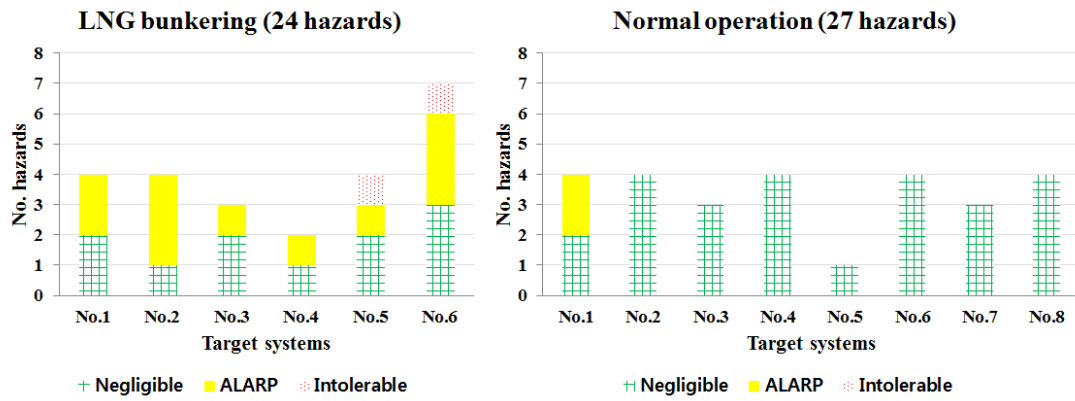 LNG bunkering (24 hazards)
8
7
6
5
4
3
2
1
0
No. hazards
No.1 No.2 No.3 No.4 No.5 No.6
Target systems
Negligible ALARP Intolerable
Normal operation (27 hazards)
8
7
6
5
4
3
2
1
0
No. hazards
No.1 No.2 No.3 No.4 No.5 No.6 No.7 No.8
Target systems
Negligible ALARP Intolerable